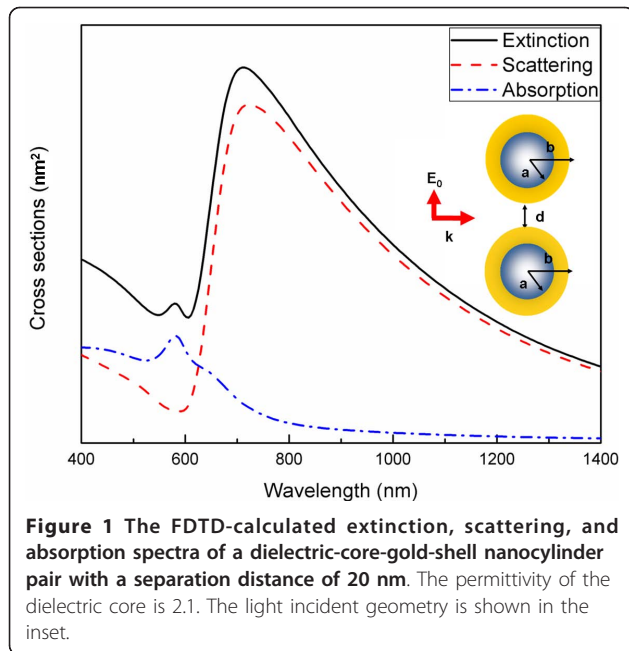 Extinction
Scattering
Absorption
Cross sections (nm²)
E₀
k
b
a
d
b
a
400 600 800 1000 1200 1400
Wavelength (nm)
Figure 1 The FDTD-calculated extinction, scattering, and
absorption spectra of a dielectric-core-gold-shell nanocylinder
pair with a separation distance of 20 nm. The permittivity of the
dielectric core is 2.1. The light incident geometry is shown in the
inset.